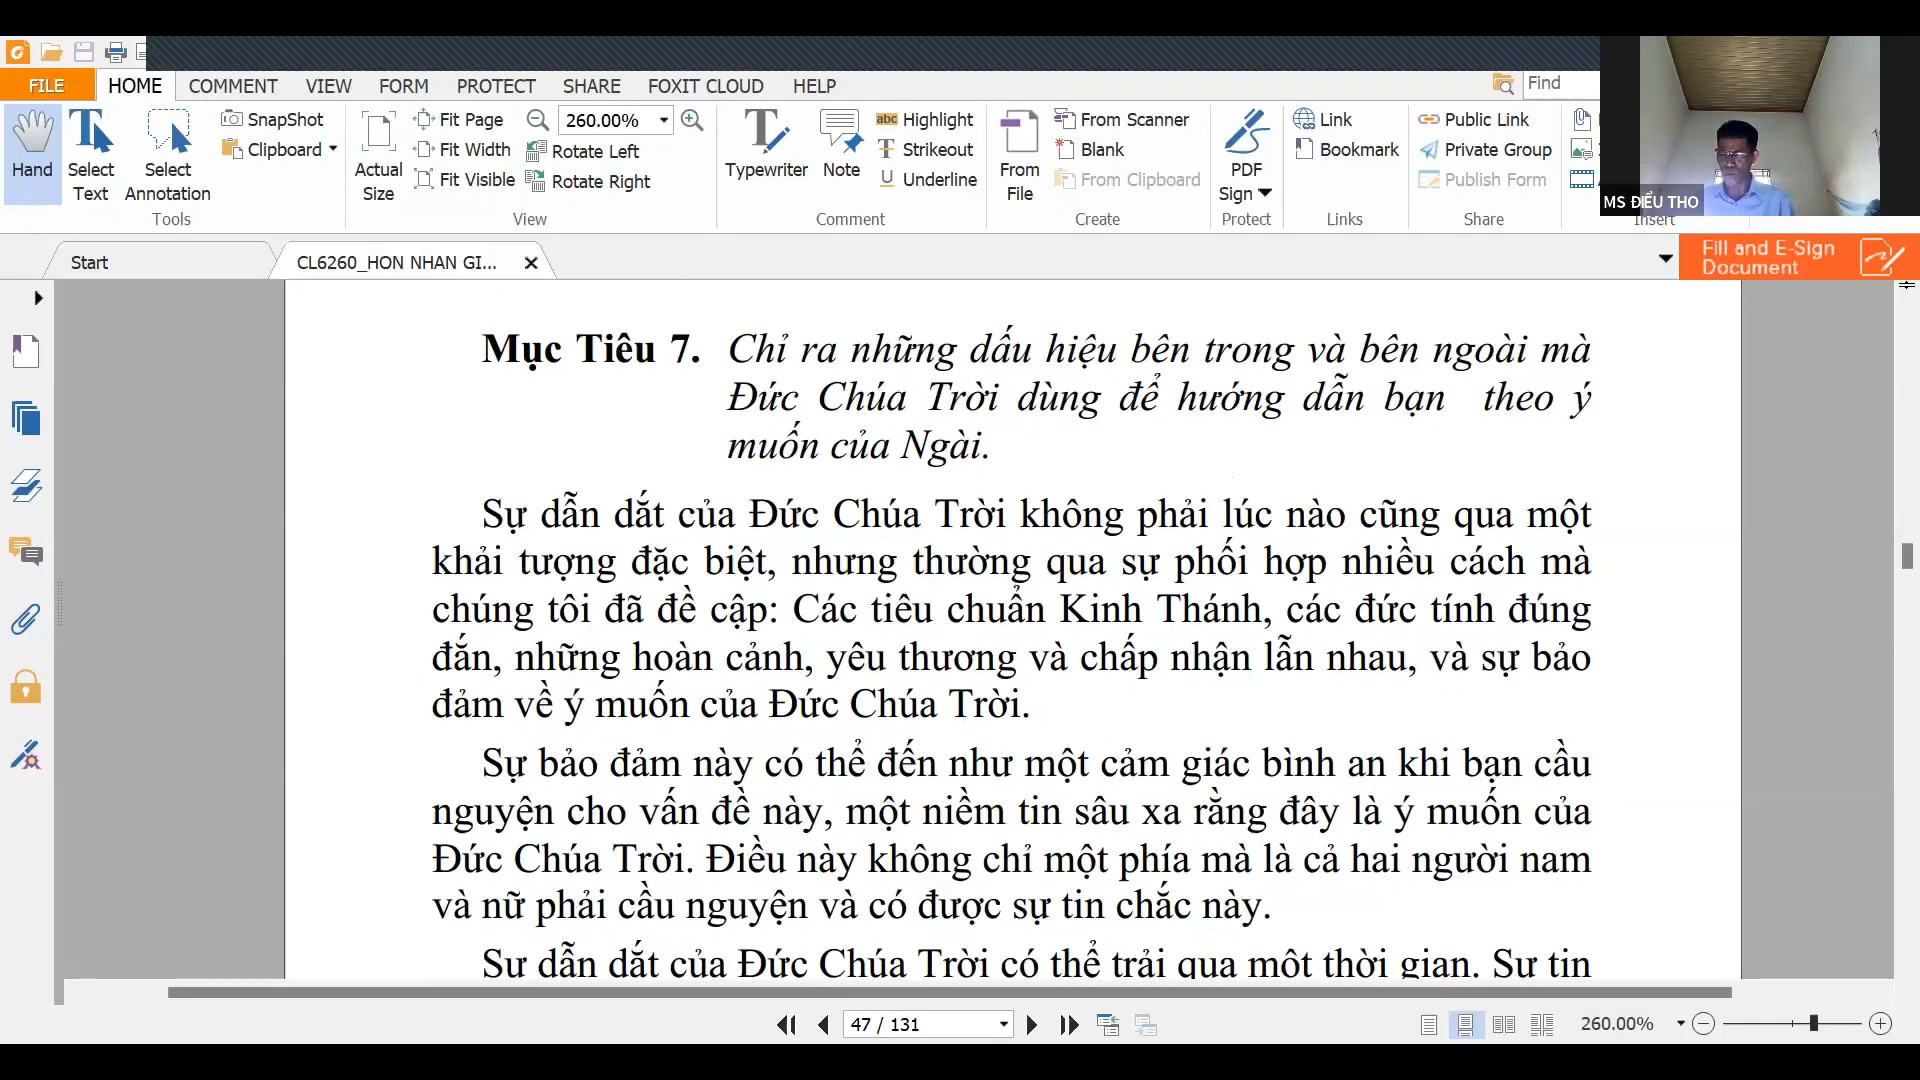 FILE HOME COMMENT VIEW FORM PROTECT SHARE FOXIT CLOUD HELP Find
Hand
Select
Text
Select
Annotation
SnapShot
Clipboard
Tools
Actual
Size
Fit Page
Fit Width
Fit Visible
260.00%
Rotate Left
Rotate Right
View
Typewriter
Note
Highlight
Strikeout
Underline
Comment
From
File
From Scanner
Blank
From Clipboard
Create
PDF
Sign
Protect
Link
Bookmark
Links
Public Link
Private Group
Publish Form
Share
Insert
MS ĐIỂU THO
Start
CL6260_HON NHAN GI...
Fill and E-Sign
Document
Mục Tiêu 7. Chỉ ra những dấu hiệu bên trong và bên ngoài mà
Đức Chúa Trời dùng để hướng dẫn bạn theo ý
muốn của Ngài.
Sự dẫn dắt của Đức Chúa Trời không phải lúc nào cũng qua một
khải tượng đặc biệt, nhưng thường qua sự phối hợp nhiều cách mà
chúng tôi đã đề cập: Các tiêu chuẩn Kinh Thánh, các đức tính đúng
đắn, những hoàn cảnh, yêu thương và chấp nhận lẫn nhau, và sự bảo
đảm về ý muốn của Đức Chúa Trời.
Sự bảo đảm này có thể đến như một cảm giác bình an khi bạn cầu
nguyện cho vấn đề này, một niềm tin sâu xa rằng đây là ý muốn của
Đức Chúa Trời. Điều này không chỉ một phía mà là cả hai người nam
và nữ phải cầu nguyện và có được sự tin chắc này.
Sự dẫn dắt của Đức Chúa Trời có thể trải qua một thời gian. Sự tin
47 / 131
260.00%